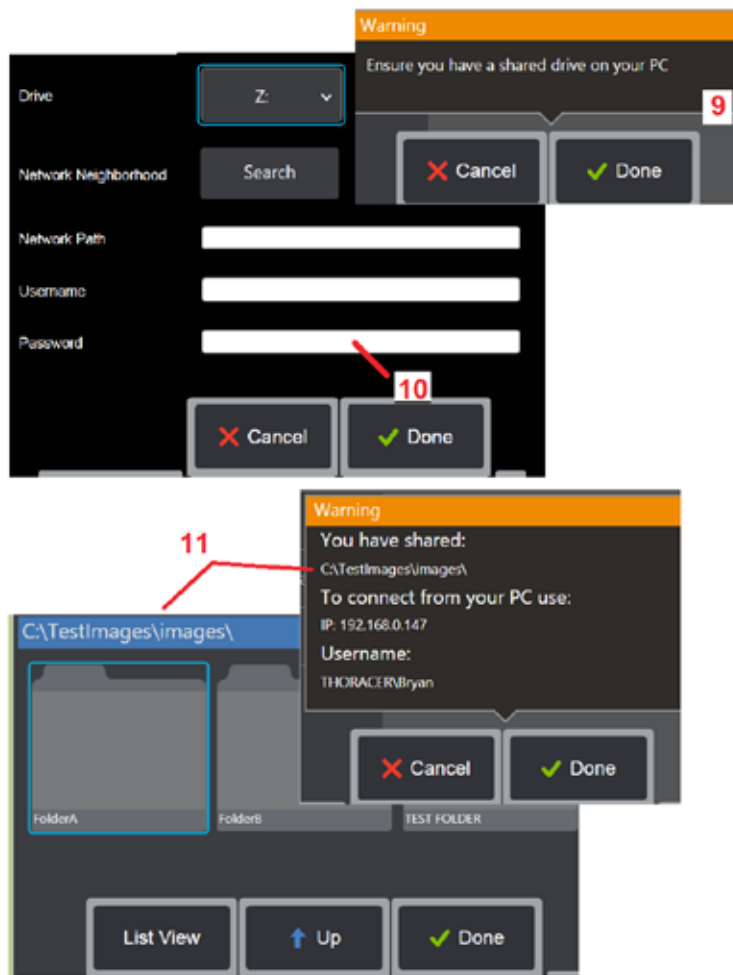 Warning
Ensure you have a shared drive on your PC
9
Cancel
Done
Drive
Z:
Network Neighborhood
Search
Network Path
Username
Password
10
Cancel
Done
11
Warning
You have shared:
C:\TestImages\images\
To connect from your PC use:
IP: 192.168.0.147
Username:
THORACER\Bryan
Cancel
Done
C:\TestImages\images\
FolderA
FolderB
TEST FOLDER
List View
Up
Done